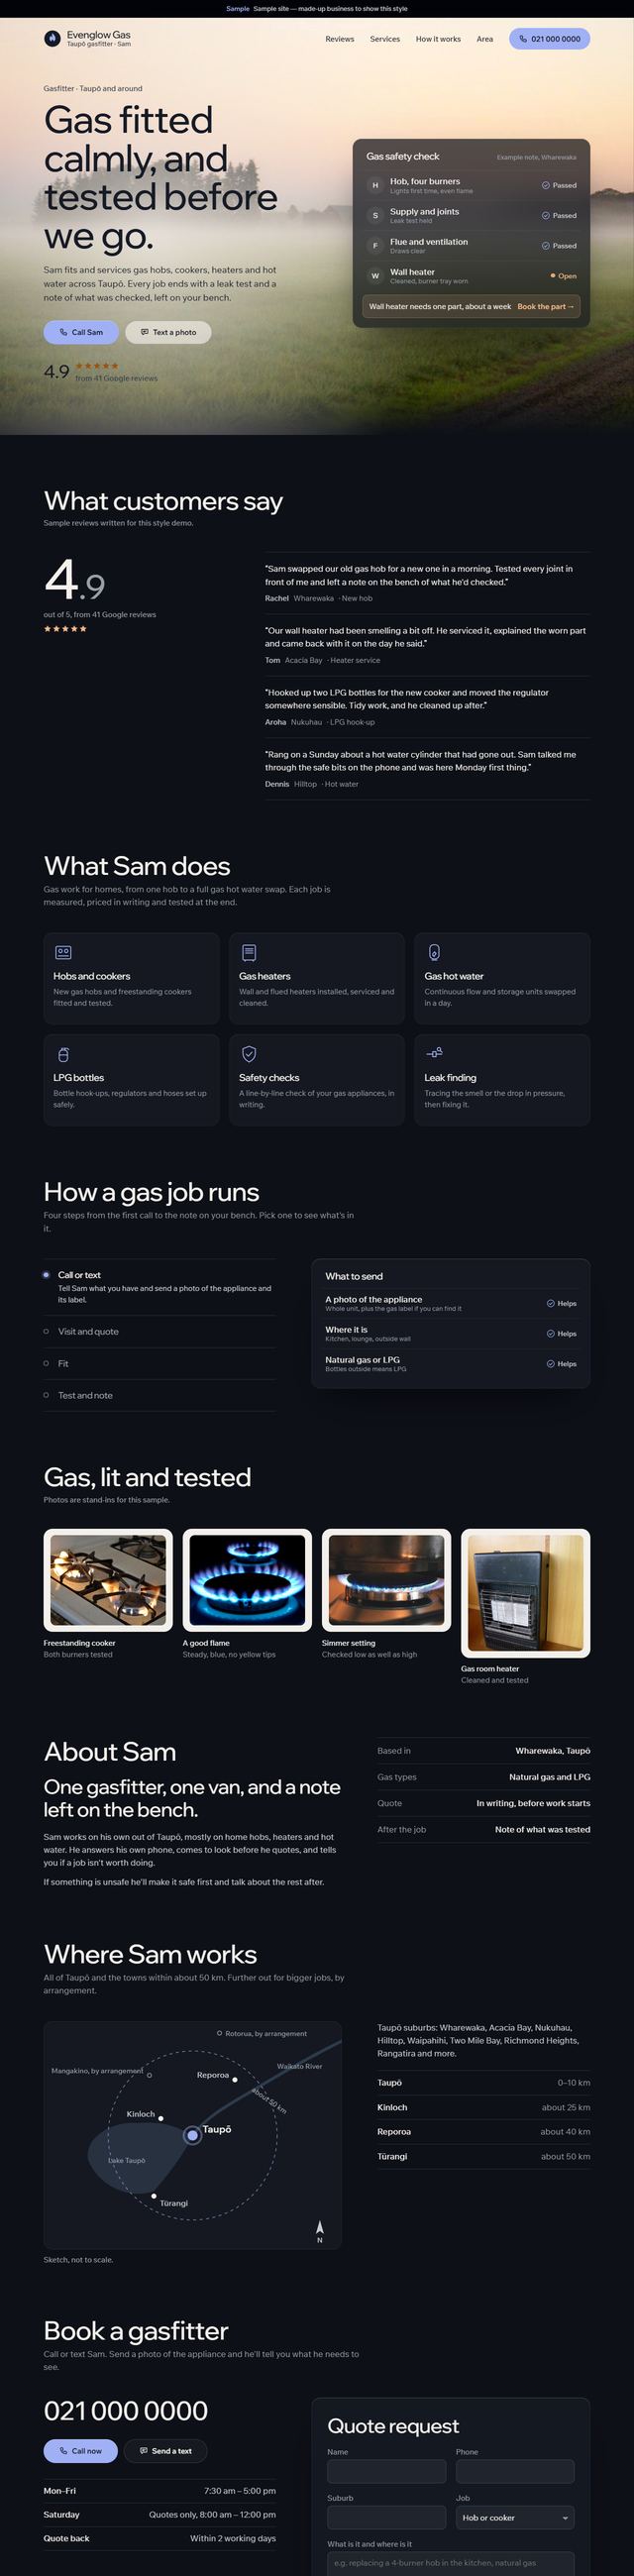 Sample Sample site — made-up business to show this style
Evenglow Gas
Taupō gasfitter · Sam
Reviews
Services
How it works
Area
021 000 0000
Gasfitter · Taupō and around
Gas fitted
calmly, and
tested before
we go.
Sam fits and services gas hobs, cookers, heaters and hot
water across Taupō. Every job ends with a leak test and a
note of what was checked, left on your bench.
Call Sam
Text a photo
4.9
from 41 Google reviews
Gas safety check
Example note, Wharewaka
H
Hob, four burners
Lights first time, even flame
Passed
S
Supply and joints
Leak test held
Passed
F
Flue and ventilation
Draws clear
Passed
W
Wall heater
Cleaned, burner tray worn
Open
Wall heater needs one part, about a week
Book the part →
What customers say
Sample reviews written for this style demo.
4.9
out of 5, from 41 Google reviews
"Sam swapped our old gas hob for a new one in a morning. Tested every joint in
front of me and left a note on the bench of what he'd checked."
Rachel Wharewaka · New hob
"Our wall heater had been smelling a bit off. He serviced it, explained the worn part
and came back with it on the day he said."
Tom Acacia Bay · Heater service
"Hooked up two LPG bottles for the new cooker and moved the regulator
somewhere sensible. Tidy work, and he cleaned up after."
Aroha Nukuhau · LPG hook-up
"Rang on a Sunday about a hot water cylinder that had gone out. Sam talked me
through the safe bits on the phone and was here Monday first thing."
Dennis Hilltop · Hot water
What Sam does
Gas work for homes, from one hob to a full gas hot water swap. Each job is
measured, priced in writing and tested at the end.
Hobs and cookers
New gas hobs and freestanding cookers
fitted and tested.
Gas heaters
Wall and flued heaters installed, serviced and
cleaned.
Gas hot water
Continuous flow and storage units swapped
in a day.
LPG bottles
Bottle hook-ups, regulators and hoses set up
safely.
Safety checks
A line-by-line check of your gas appliances, in
writing.
Leak finding
Tracing the smell or the drop in pressure,
then fixing it.
How a gas job runs
Four steps from the first call to the note on your bench. Pick one to see what's in
it.
Call or text
Tell Sam what you have and send a photo of the appliance and
its label.
Visit and quote
Fit
Test and note
What to send
A photo of the appliance
Whole unit, plus the gas label if you can find it
Helps
Where it is
Kitchen, lounge, outside wall
Helps
Natural gas or LPG
Bottles outside means LPG
Helps
Gas, lit and tested
Photos are stand-ins for this sample.
Freestanding cooker
Both burners tested
A good flame
Steady, blue, no yellow tips
Simmer setting
Checked low as well as high
Gas room heater
Cleaned and tested
About Sam
One gasfitter, one van, and a note
left on the bench.
Sam works on his own out of Taupō, mostly on home hobs, heaters and hot
water. He answers his own phone, comes to look before he quotes, and tells
you if a job isn't worth doing.
If something is unsafe he'll make it safe first and talk about the rest after.
Based in
Wharewaka, Taupō
Gas types
Natural gas and LPG
Quote
In writing, before work starts
After the job
Note of what was tested
Where Sam works
All of Taupō and the towns within about 50 km. Further out for bigger jobs, by
arrangement.
Rotorua, by arrangement
Mangakino, by arrangement
Reporoa
Waikato River
about 50 km
Kinloch
Taupō
Lake Taupō
Tūrangi
N
Sketch, not to scale.
Taupō suburbs: Wharewaka, Acacia Bay, Nukuhau,
Hilltop, Waipahihi, Two Mile Bay, Richmond Heights,
Rangatira and more.
Taupō
0–10 km
Kinloch
about 25 km
Reporoa
about 40 km
Tūrangi
about 50 km
Book a gasfitter
Call or text Sam. Send a photo of the appliance and he'll tell you what he needs to
see.
021 000 0000
Call now
Send a text
Mon–Fri
7:30 am – 5:00 pm
Saturday
Quotes only, 8:00 am – 12:00 pm
Quote back
Within 2 working days
Quote request
Name
Phone
Suburb
Job
Hob or cooker
What is it and where is it
e.g. replacing a 4-burner hob in the kitchen, natural gas